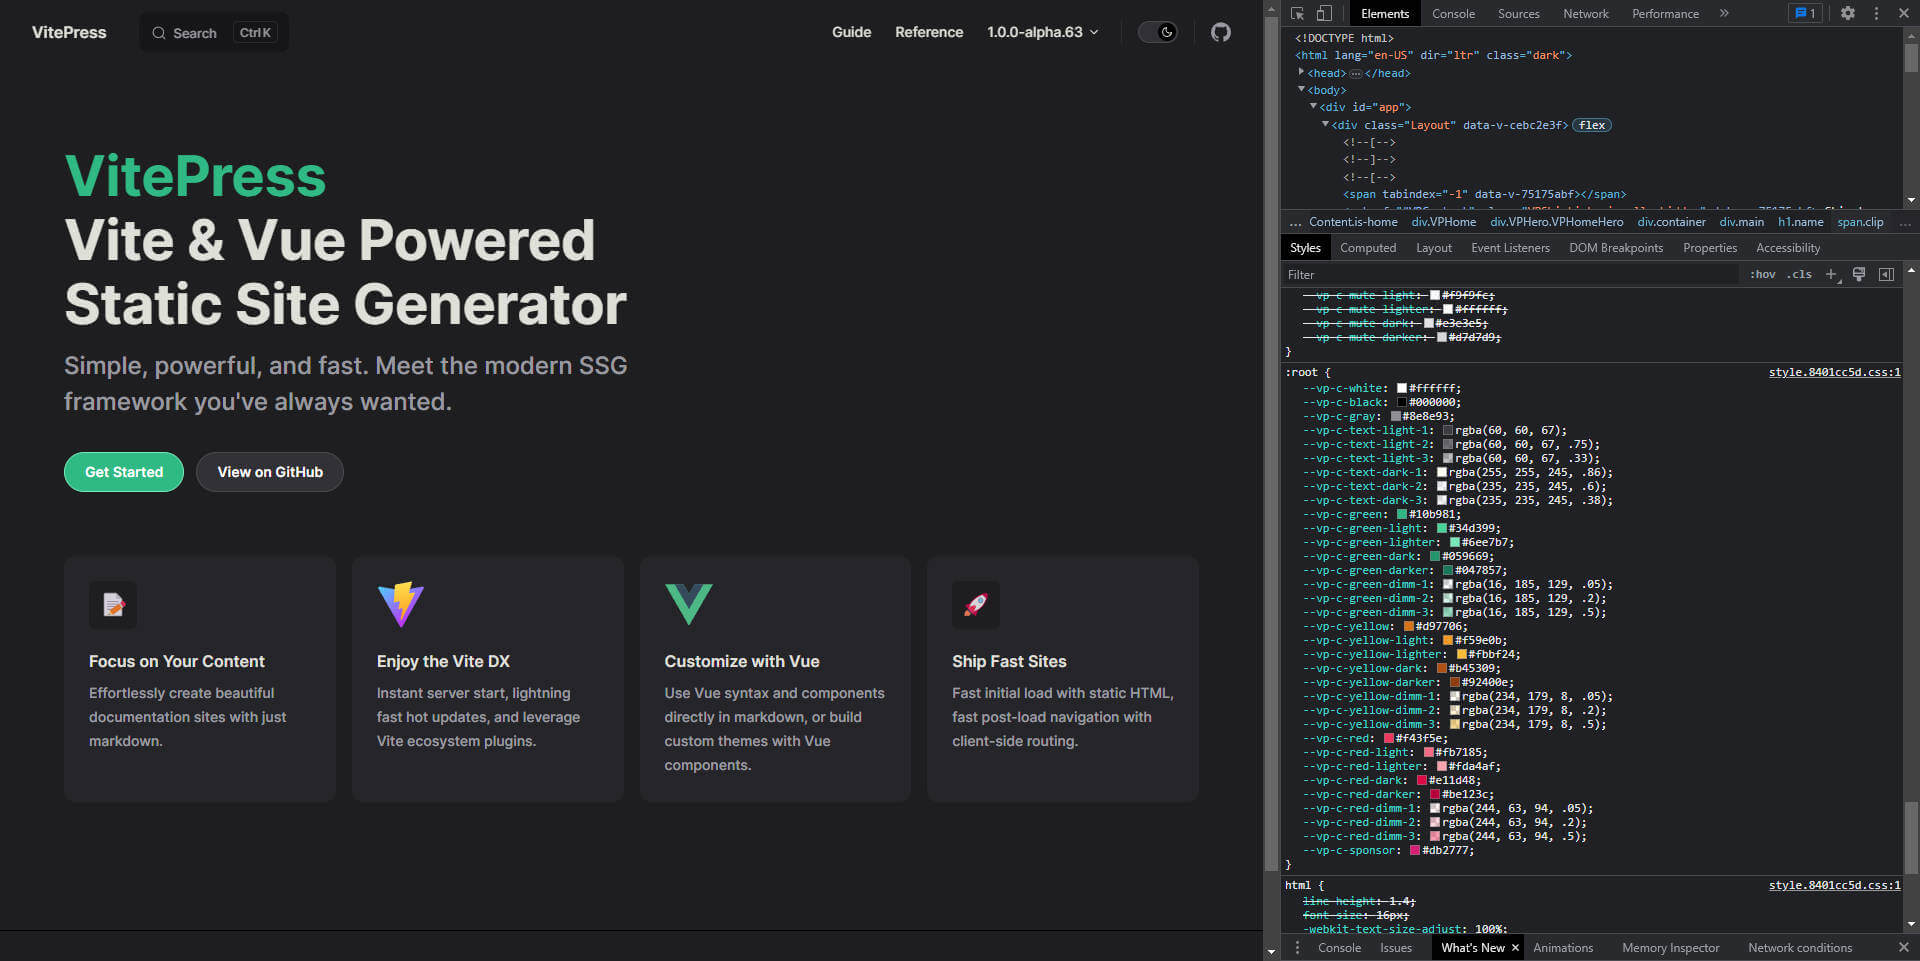 VitePress
Search
Ctrl K
Guide
Reference
1.0.0-alpha.63
VitePress
Vite & Vue Powered
Static Site Generator
Simple, powerful, and fast. Meet the modern SSG
framework you've always wanted.
Get Started
View on GitHub
Focus on Your Content
Effortlessly create beautiful
documentation sites with just
markdown.
Enjoy the Vite DX
Instant server start, lightning
fast hot updates, and leverage
Vite ecosystem plugins.
Customize with Vue
Use Vue syntax and components
directly in markdown, or build
custom themes with Vue
components.
Ship Fast Sites
Fast initial load with static HTML,
fast post-load navigation with
client-side routing.
Elements
Console
Sources
Network
Performance
»
1
<!DOCTYPE html>
<html lang="en-US" dir="ltr" class="dark">
<head>…</head>
<body>
<div id="app">
<div class="Layout" data-v-cebc2e3f> flex
<!--[-->
<!--]-->
<!--[-->
<span tabindex="-1" data-v-75175abf></span>
... Content.is-home div.VPHome div.VPHero.VPHomeHero div.container div.main h1.name span.clip ...
Styles
Computed
Layout
Event Listeners
DOM Breakpoints
Properties
Accessibility
Filter
:hov .cls +
--vp-c-mute-light: #f9f9fc;
--vp-c-mute-lighter: #ffffff;
--vp-c-mute-dark: #e3e3e5;
--vp-c-mute-darker: #d7d7d9;
}
:root { style.8401cc5d.css:1
--vp-c-white: #ffffff;
--vp-c-black: #000000;
--vp-c-gray: #8e8e93;
--vp-c-text-light-1: rgba(60, 60, 67);
--vp-c-text-light-2: rgba(60, 60, 67, .75);
--vp-c-text-light-3: rgba(60, 60, 67, .33);
--vp-c-text-dark-1: rgba(255, 255, 245, .86);
--vp-c-text-dark-2: rgba(235, 235, 245, .6);
--vp-c-text-dark-3: rgba(235, 235, 245, .38);
--vp-c-green: #10b981;
--vp-c-green-light: #34d399;
--vp-c-green-lighter: #6ee7b7;
--vp-c-green-dark: #059669;
--vp-c-green-darker: #047857;
--vp-c-green-dimm-1: rgba(16, 185, 129, .05);
--vp-c-green-dimm-2: rgba(16, 185, 129, .2);
--vp-c-green-dimm-3: rgba(16, 185, 129, .5);
--vp-c-yellow: #d97706;
--vp-c-yellow-light: #f59e0b;
--vp-c-yellow-lighter: #fbbf24;
--vp-c-yellow-dark: #b45309;
--vp-c-yellow-darker: #92400e;
--vp-c-yellow-dimm-1: rgba(234, 179, 8, .05);
--vp-c-yellow-dimm-2: rgba(234, 179, 8, .2);
--vp-c-yellow-dimm-3: rgba(234, 179, 8, .5);
--vp-c-red: #f43f5e;
--vp-c-red-light: #fb7185;
--vp-c-red-lighter: #fda4af;
--vp-c-red-dark: #e11d48;
--vp-c-red-darker: #be123c;
--vp-c-red-dimm-1: rgba(244, 63, 94, .05);
--vp-c-red-dimm-2: rgba(244, 63, 94, .2);
--vp-c-red-dimm-3: rgba(244, 63, 94, .5);
--vp-c-sponsor: #db2777;
}
html { style.8401cc5d.css:1
line-height: 1.4;
font-size: 16px;
-webkit-text-size-adjust: 100%;
Console
Issues
What's New ×
Animations
Memory Inspector
Network conditions